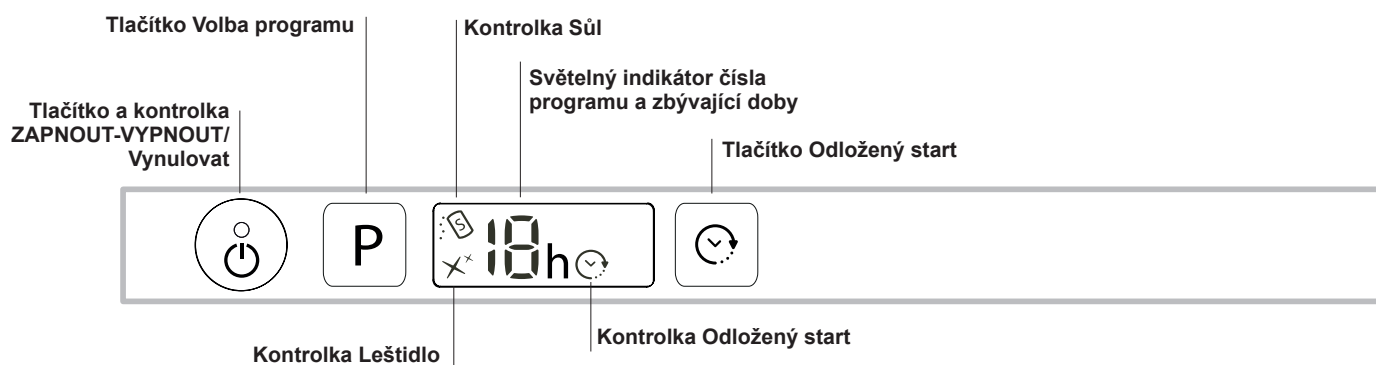 Tlačítko Volba programu
Kontrolka Sůl
Světelný indikátor čísla
programu a zbývající doby
Tlačítko a kontrolka
ZAPNOUT-VYPNOUT/
Vynulovat
Tlačítko Odložený start
P
S
18h
Kontrolka Odložený start
Kontrolka Leštidlo